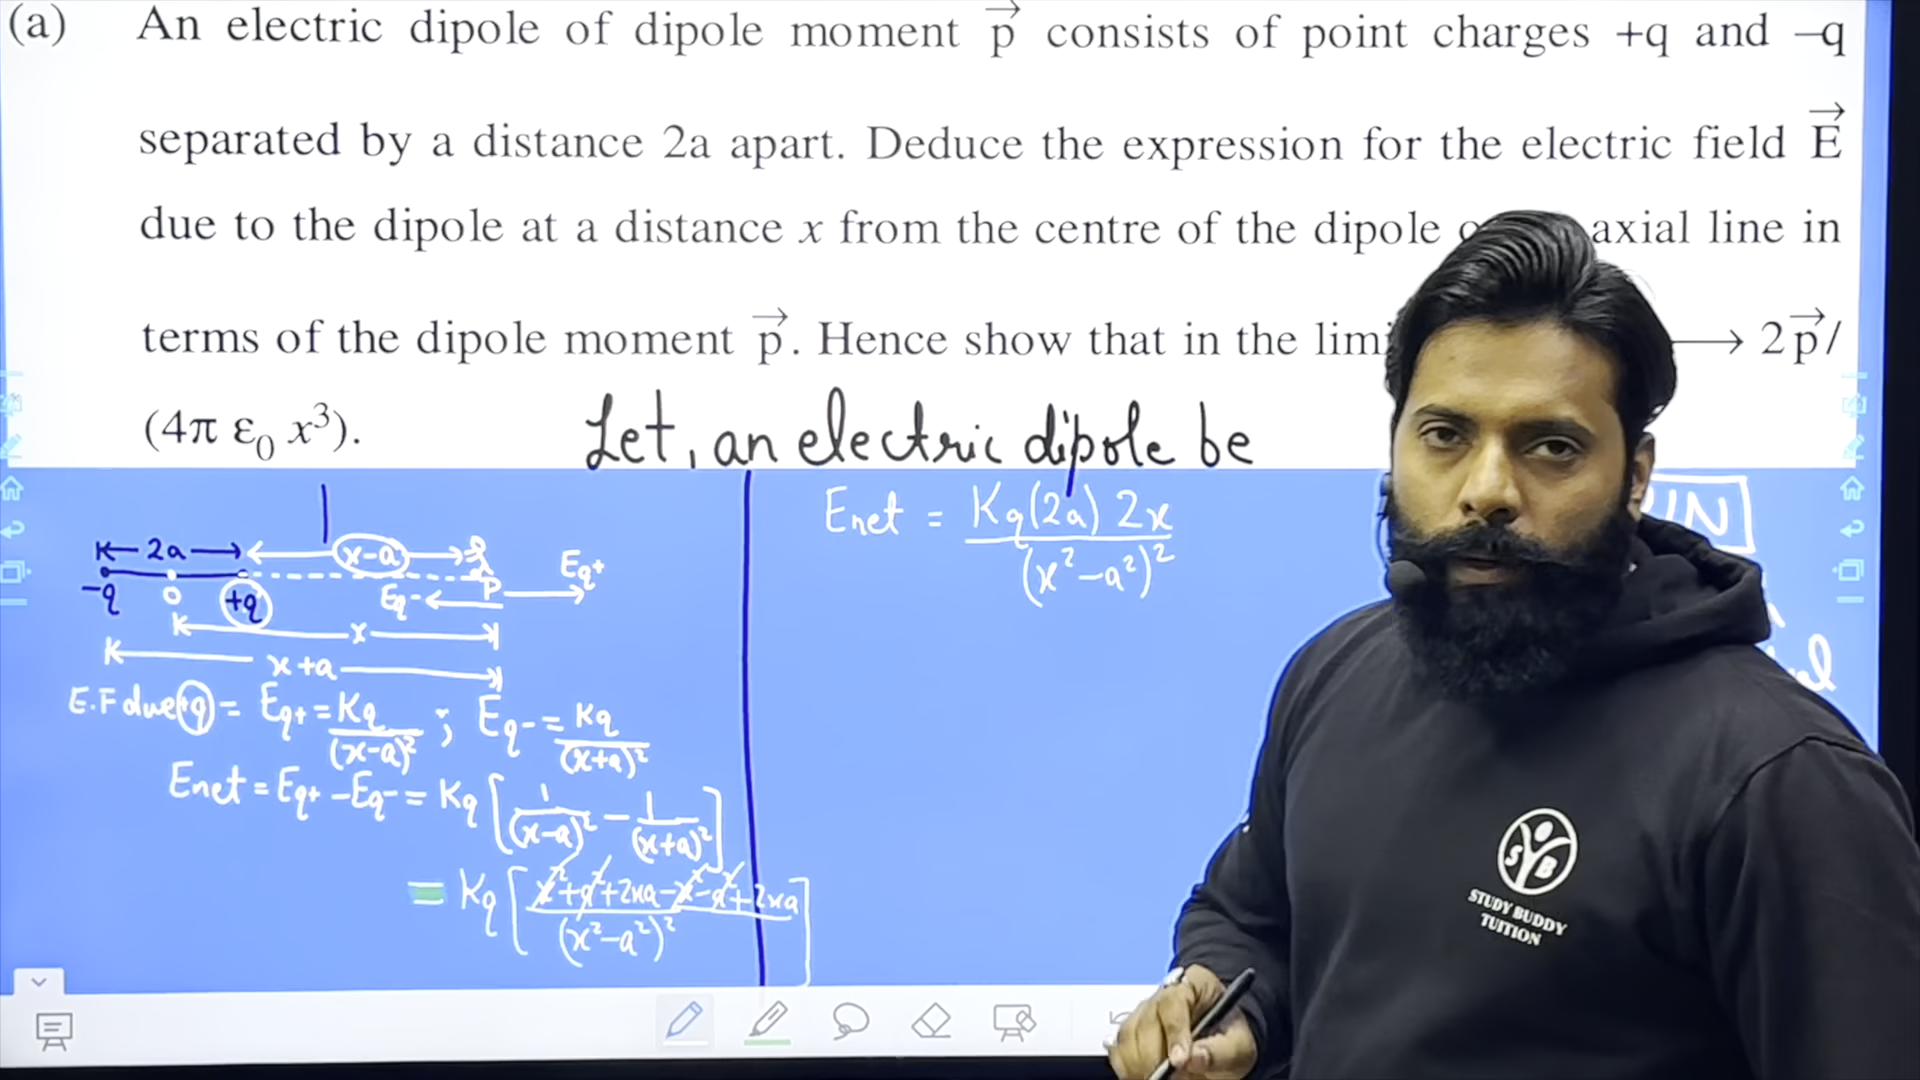 (a) An electric dipole of dipole moment p⃗ consists of point charges +q and –q
separated by a distance 2a apart. Deduce the expression for the electric field E⃗
due to the dipole at a distance x from the centre of the dipole axial line in
terms of the dipole moment p⃗. Hence show that in the ⟶ 2p⃗/
(4π ε₀ x³).
Let, an electric dipole be
2a x-a
-q O +q Eq- P Eq+
x
x+a
E.F due +q = Eq+ = Kq/(x-a)² ; Eq- = Kq/(x+a)²
Enet = Eq+ - Eq- = Kq [1/(x-a)² - 1/(x+a)²]
= Kq [x²+a²+2xa-x²-a²+2xa/(x²-a²)²]
Enet = Kq(2a) 2x/(x²-a²)²
SYB
STUDY BUDDY
TUITION